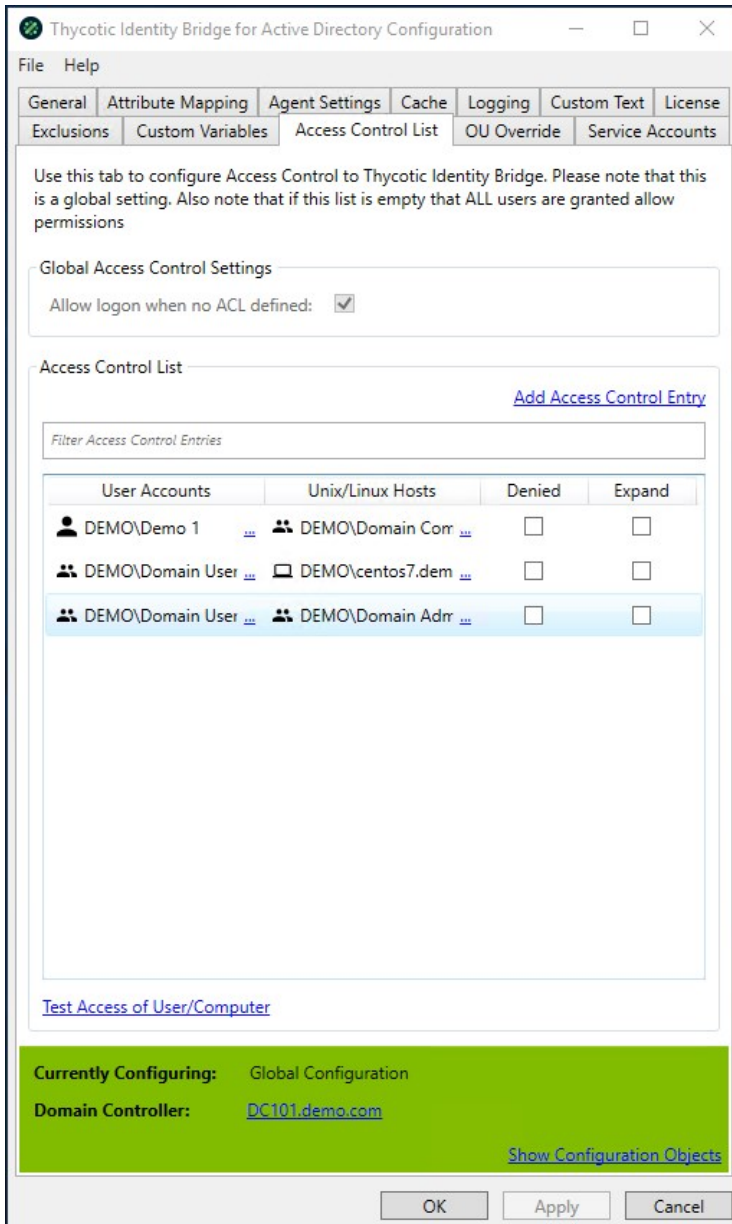 Thycotic Identity Bridge for Active Directory Configuration
File Help
General Attribute Mapping Agent Settings Cache Logging Custom Text License
Exclusions Custom Variables Access Control List OU Override Service Accounts
Use this tab to configure Access Control to Thycotic Identity Bridge. Please note that this
is a global setting. Also note that if this list is empty that ALL users are granted allow
permissions
Global Access Control Settings
Allow logon when no ACL defined:
Access Control List
Add Access Control Entry
Filter Access Control Entries
User Accounts Unix/Linux Hosts Denied Expand
DEMO\Demo 1 ... DEMO\Domain Com ...
DEMO\Domain User ... DEMO\centos7.dem ...
DEMO\Domain User ... DEMO\Domain Adm ...
Test Access of User/Computer
Currently Configuring: Global Configuration
Domain Controller: DC101.demo.com
Show Configuration Objects
OK Apply Cancel